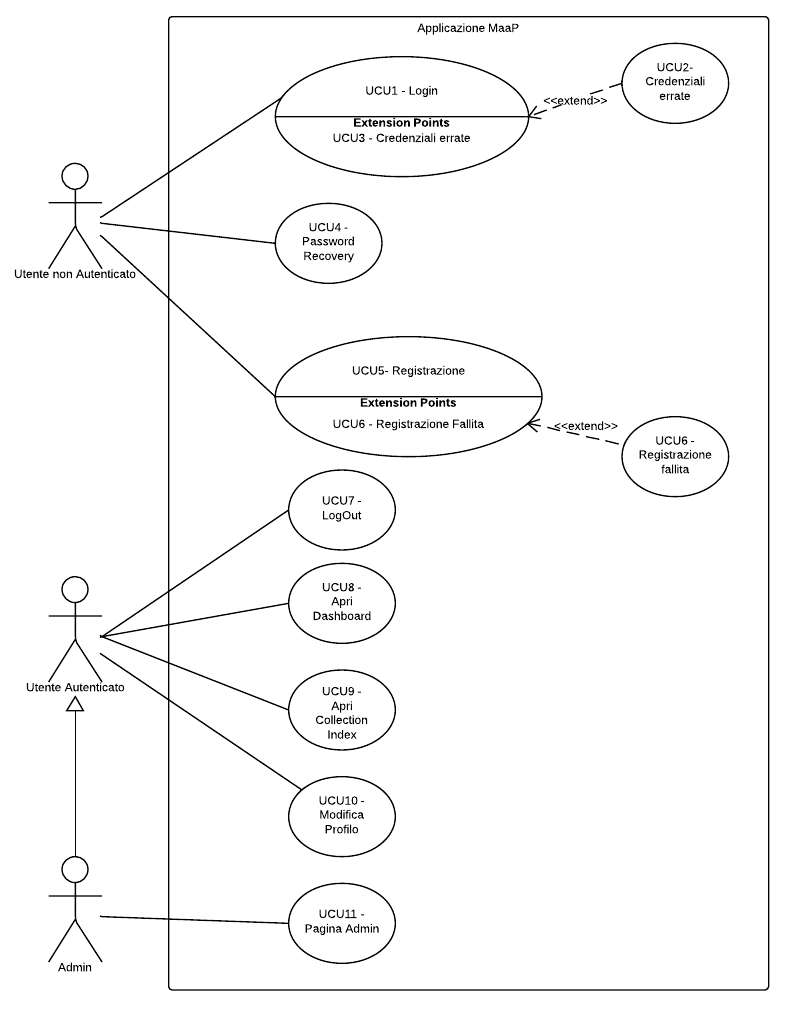 Applicazione MaaP
UCU1 - Login
Extension Points
UCU3 - Credenziali errate
<<extend>>
UCU2-
Credenziali
errate
UCU4 -
Password
Recovery
Utente non Autenticato
UCU5- Registrazione
Extension Points
UCU6 - Registrazione Fallita
<<extend>>
UCU6 -
Registrazione
fallita
UCU7 -
LogOut
UCU8 -
Apri
Dashboard
Utente Autenticato
UCU9 -
Apri
Collection
Index
UCU10 -
Modifica
Profilo
UCU11 -
Pagina Admin
Admin